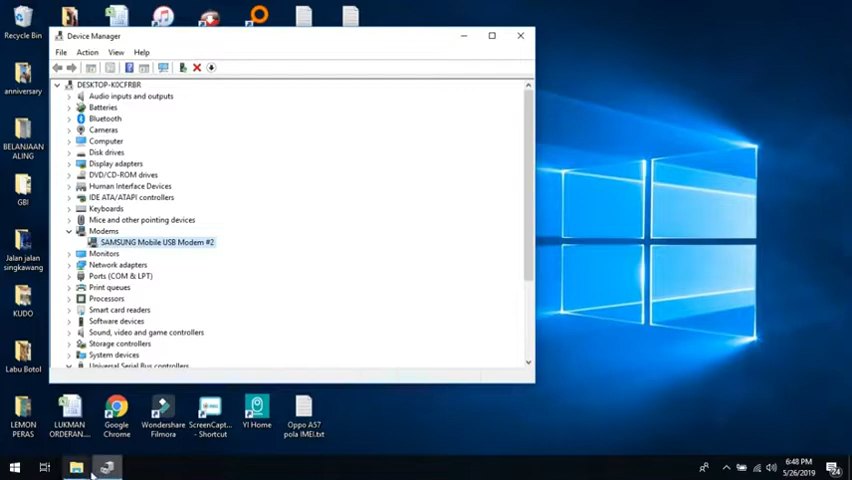 Device Manager
File Action View Help
DESKTOP-K0CFRBR
Audio inputs and outputs
Batteries
Bluetooth
Cameras
Computer
Disk drives
Display adapters
DVD/CD-ROM drives
Human Interface Devices
IDE ATA/ATAPI controllers
Keyboards
Mice and other pointing devices
Modems
SAMSUNG Mobile USB Modem #2
Monitors
Network adapters
Ports (COM & LPT)
Print queues
Processors
Smart card readers
Software devices
Sound, video and game controllers
Storage controllers
System devices
Universal Serial Bus controllers
Recycle Bin
anniversary
BELANJAAN
ALING
GBI
Jalan jalan
singkawang
KUDO
Labu Botol
LEMON
PERAS
LUKMAN
ORDERAN....
Google
Chrome
Wondershare
Filmora
ScreenCapt...
- Shortcut
YI Home
Oppo A57
pola IMEI.txt
6:48 PM
5/26/2019
24